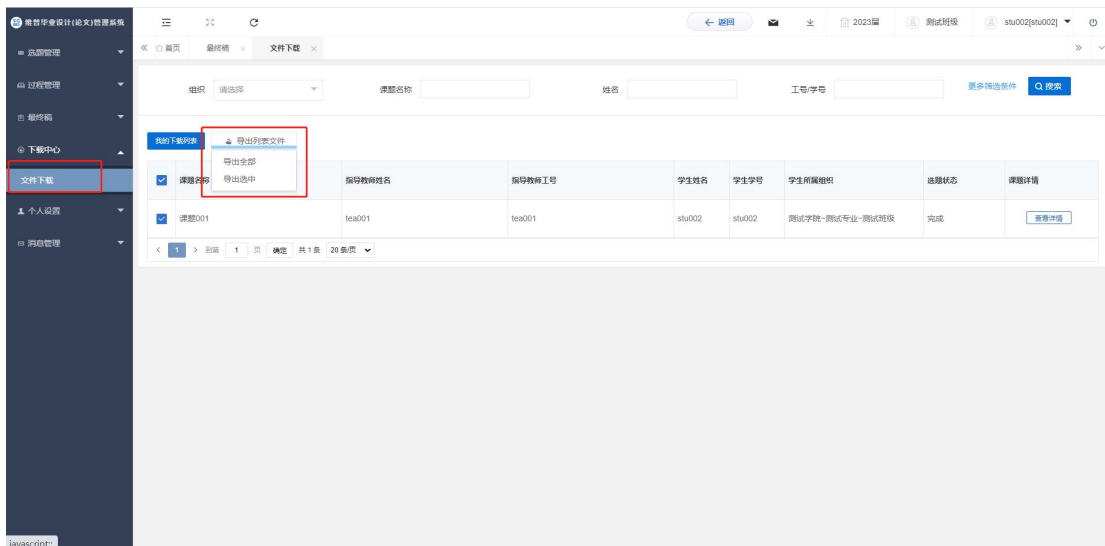 维普毕业设计(论文)管理系统
返回
2023届
测试班级
stu002[stu002]
选题管理
首页
最终稿 ×
文件下载 ×
过程管理
组织
请选择
课题名称
姓名
工号/学号
更多筛选条件
搜索
最终稿
下载中心
我的下载列表
导出列表文件
导出全部
导出选中
文件下载
课题名称
指导教师姓名
指导教师工号
学生姓名
学生学号
学生所属组织
选题状态
课题详情
个人设置
课题001
tea001
tea001
stu002
stu002
测试学院-测试专业-测试班级
完成
查看详情
消息管理
< 1 > 到第 1 页 确定 共1条 20条/页
javascript:;